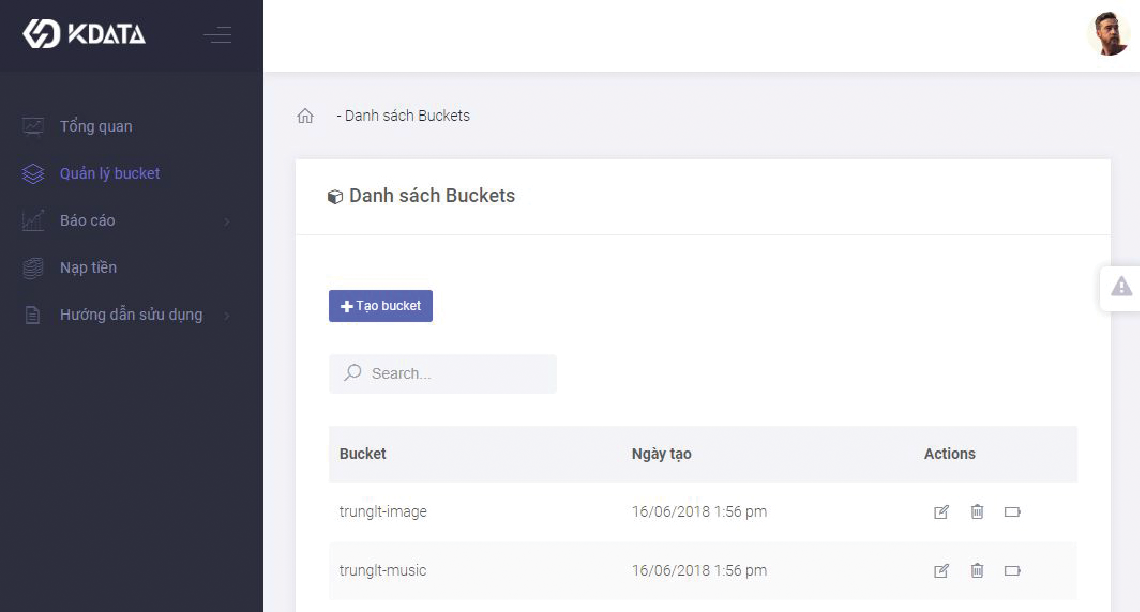 KDATA
Tổng quan
Quản lý bucket
Báo cáo
Nạp tiền
Hướng dẫn sửu dụng
- Danh sách Buckets
Danh sách Buckets
Tạo bucket
Search...
Bucket Ngày tạo Actions
trunglt-image 16/06/2018 1:56 pm
trunglt-music 16/06/2018 1:56 pm